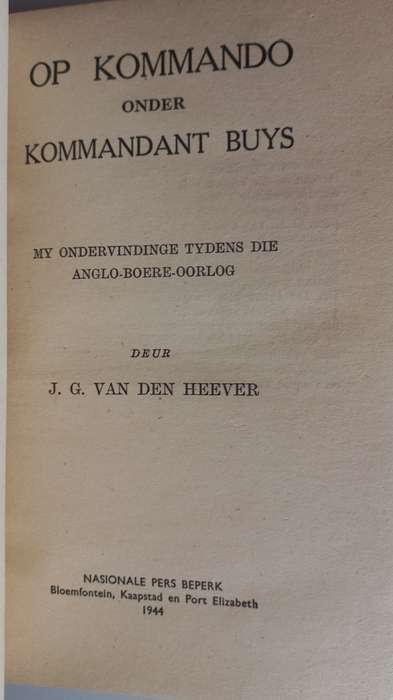 OP KOMMANDO
ONDER
KOMMANDANT BUYS
MY ONDERVINDINGE TYDENS DIE
ANGLO-BOERE-OORLOG
DEUR
J. G. VAN DEN HEEVER
NASIONALE PERS BEPERK
Bloemfontein, Kaapstad en Port Elizabeth
1944